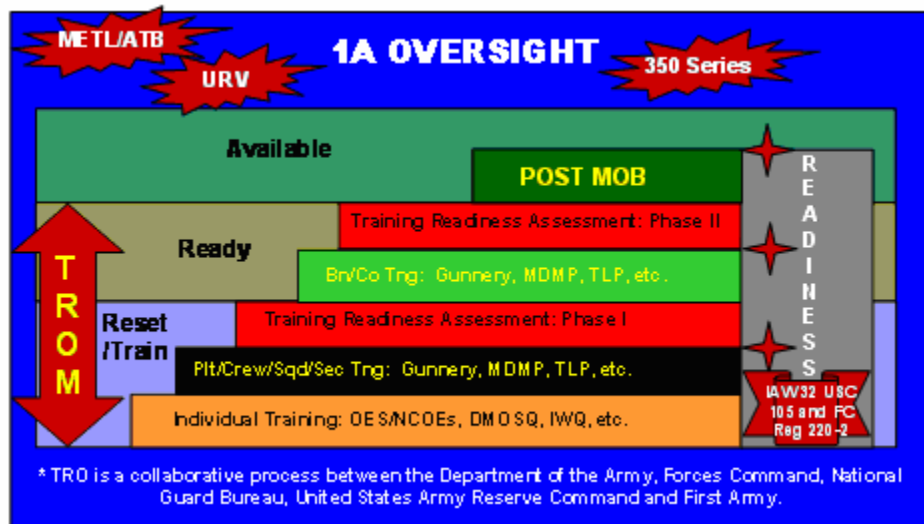 METL/ATB
1A OVERSIGHT
URV
350 Series
Available
POST MOB
READINESS
Training Readiness Assessment: Phase II
Ready
Bn/Co Tng: Gunnery, MDMP, TLP, etc.
TROM
Reset
/Train
Training Readiness Assessment: Phase I
Plt/Crew/Sqd/Sec Tng: Gunnery, MDMP, TLP, etc.
Individual Training: OES/NCOEs, DMOSQ, IWQ, etc.
IAW32 USC
105 and FC
Reg 220-2
* TRO is a collaborative process between the Department of the Army, Forces Command, National
Guard Bureau, United States Army Reserve Command and First Army.